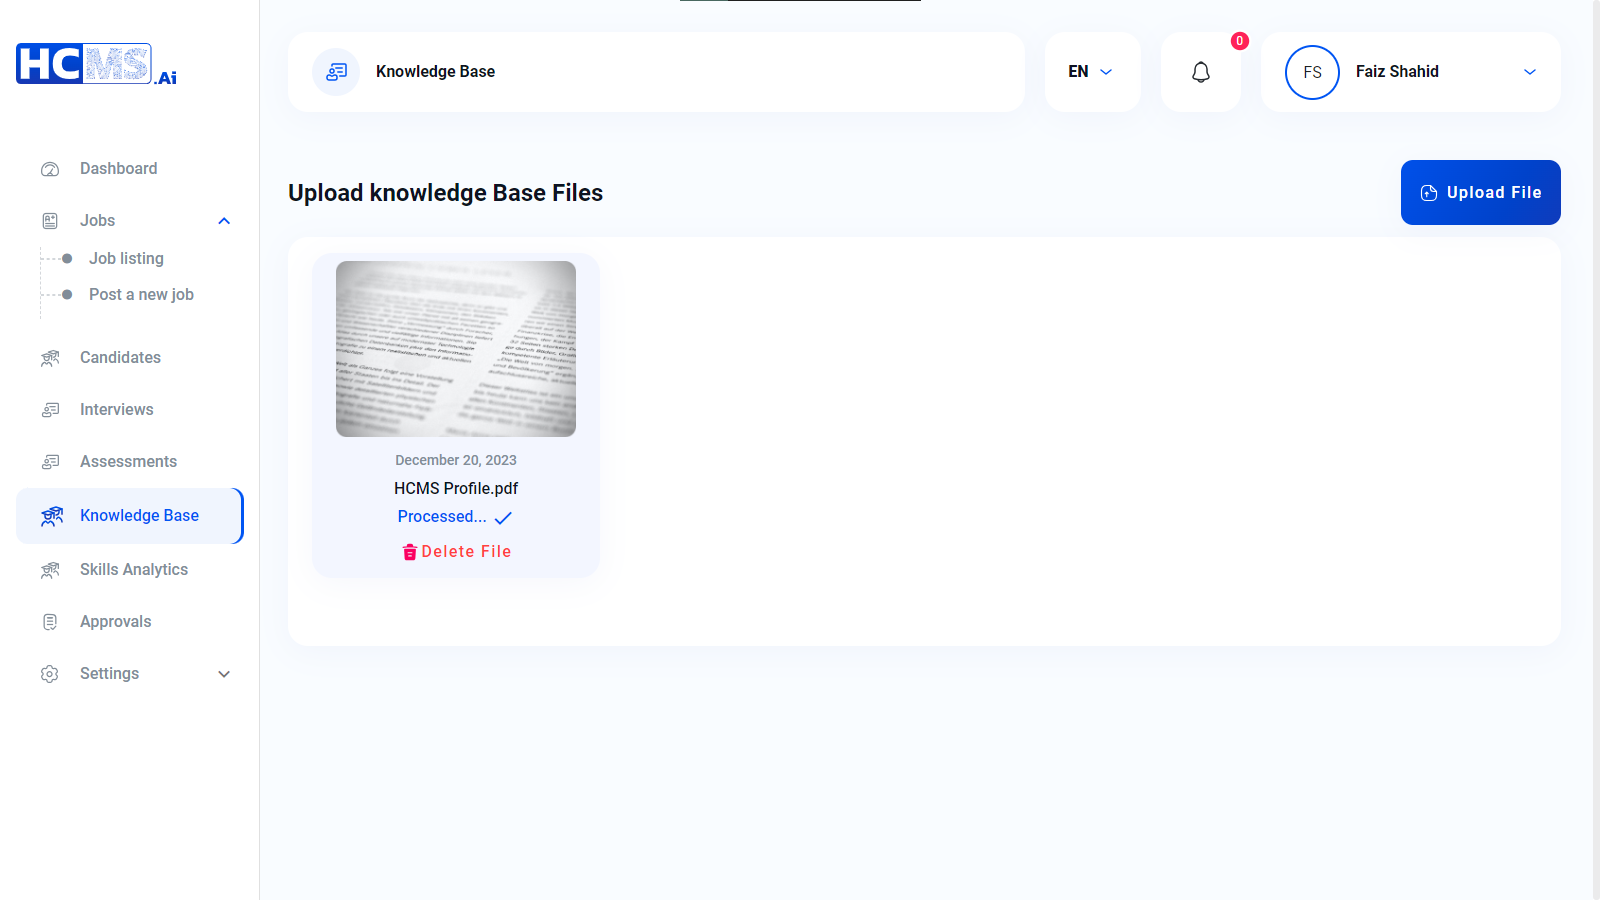 HCMS.Ai
Dashboard
Jobs
Job listing
Post a new job
Candidates
Interviews
Assessments
Knowledge Base
Skills Analytics
Approvals
Settings
Knowledge Base
EN
0
FS
Faiz Shahid
Upload knowledge Base Files
Upload File
December 20, 2023
HCMS Profile.pdf
Processed...
Delete File